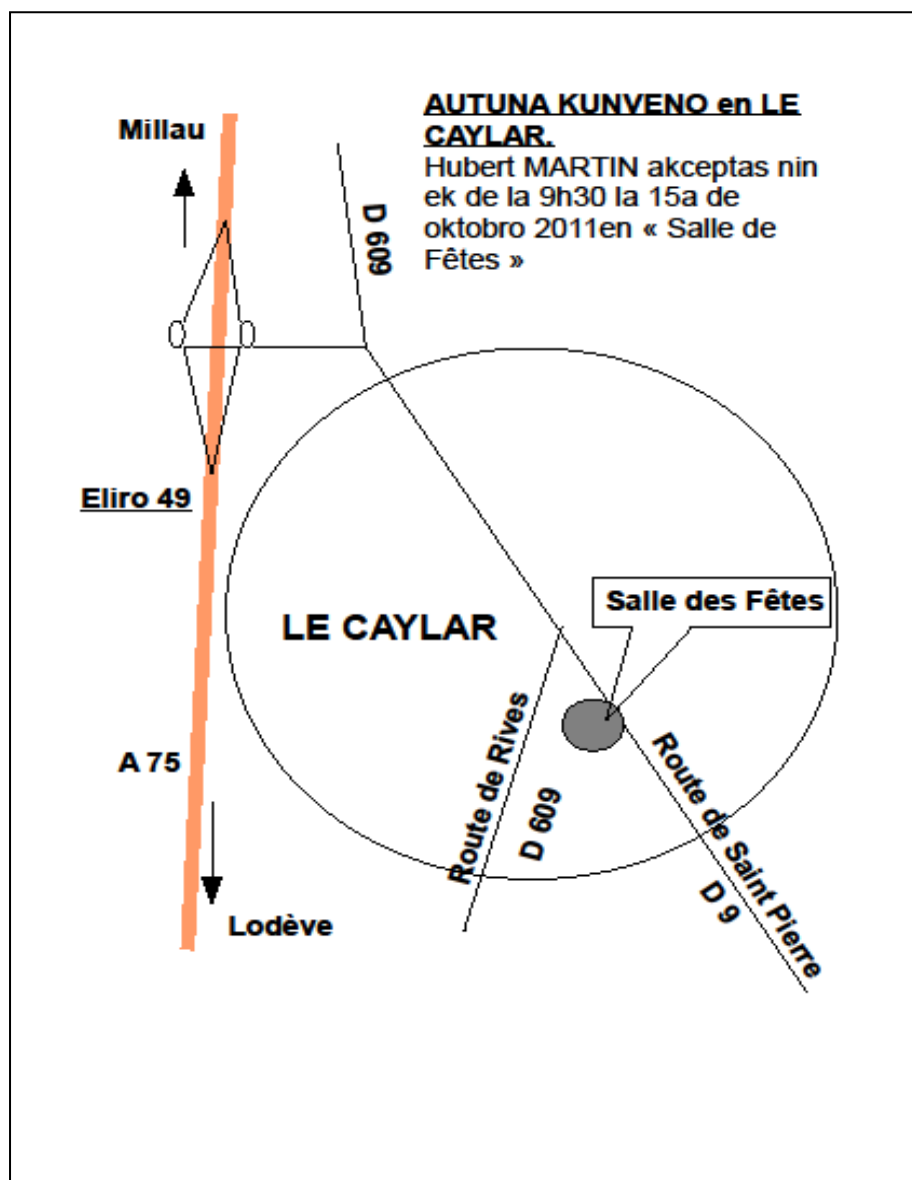 AUTUNA KUNVENO en LE
CAYLAR.
Hubert MARTIN akceptas nin
ek de la 9h30 la 15a de
oktobro 2011en « Salle de
Fêtes »
Millau
D 609
Eliro 49
Salle des Fêtes
LE CAYLAR
A 75
Route de Rives
D 609
Route de Saint Pierre
D 9
Lodève